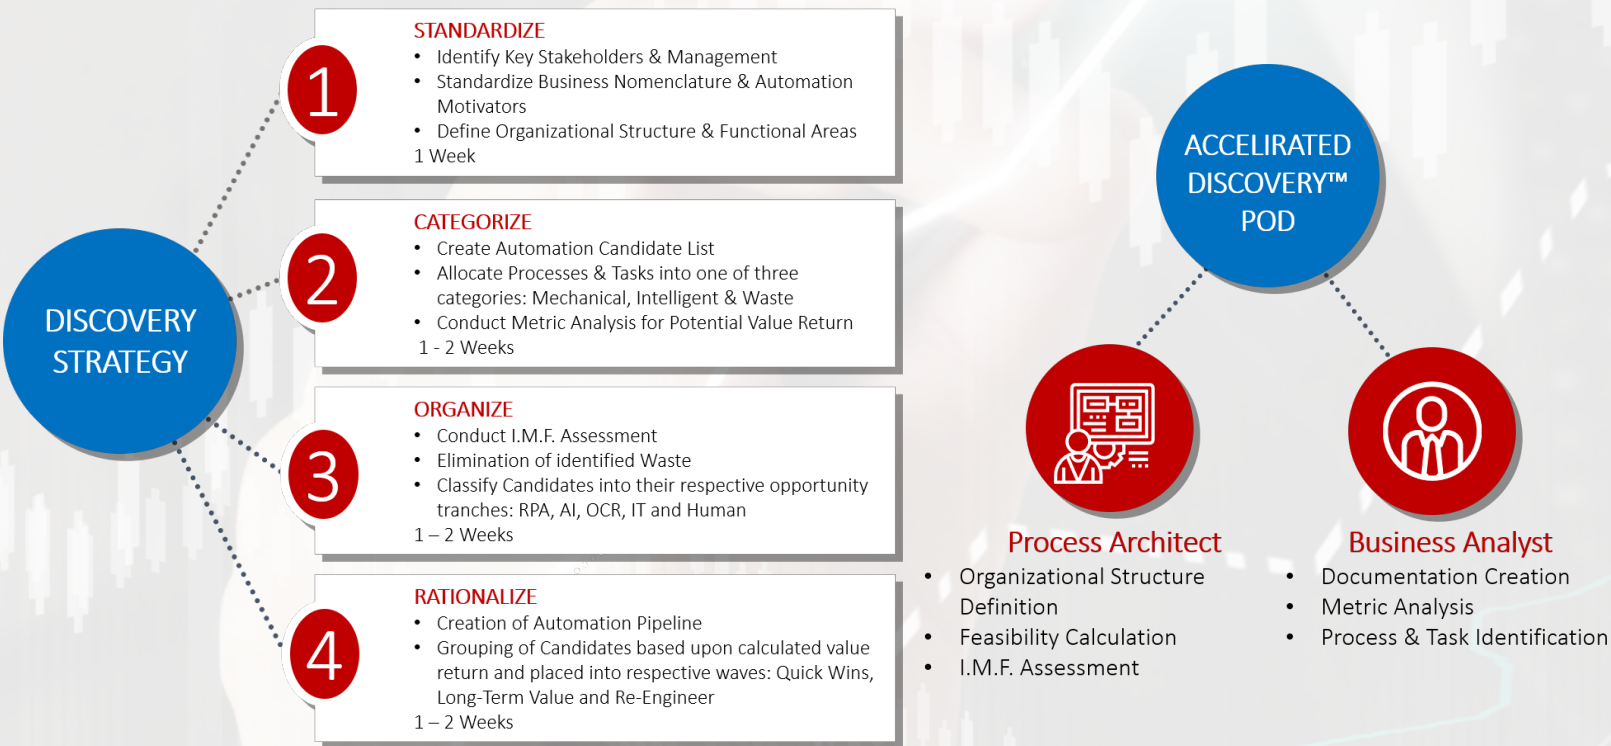 DISCOVERY
STRATEGY
1
STANDARDIZE
• Identify Key Stakeholders & Management
• Standardize Business Nomenclature & Automation
Motivators
• Define Organizational Structure & Functional Areas
1 Week
2
CATEGORIZE
• Create Automation Candidate List
• Allocate Processes & Tasks into one of three
categories: Mechanical, Intelligent & Waste
• Conduct Metric Analysis for Potential Value Return
1 - 2 Weeks
3
ORGANIZE
• Conduct I.M.F. Assessment
• Elimination of identified Waste
• Classify Candidates into their respective opportunity
tranches: RPA, AI, OCR, IT and Human
1 – 2 Weeks
4
RATIONALIZE
• Creation of Automation Pipeline
• Grouping of Candidates based upon calculated value
return and placed into respective waves: Quick Wins,
Long-Term Value and Re-Engineer
1 – 2 Weeks
ACCELIRATED
DISCOVERY™
POD
Process Architect
• Organizational Structure
Definition
• Feasibility Calculation
• I.M.F. Assessment
Business Analyst
• Documentation Creation
• Metric Analysis
• Process & Task Identification